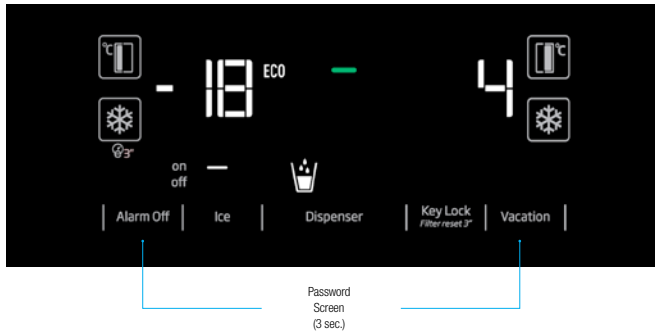 °C
-18 ECO
4
°C
3"
on
off
Alarm Off
Ice
Dispenser
Key Lock
Filter reset 3"
Vacation
Password
Screen
(3 sec.)